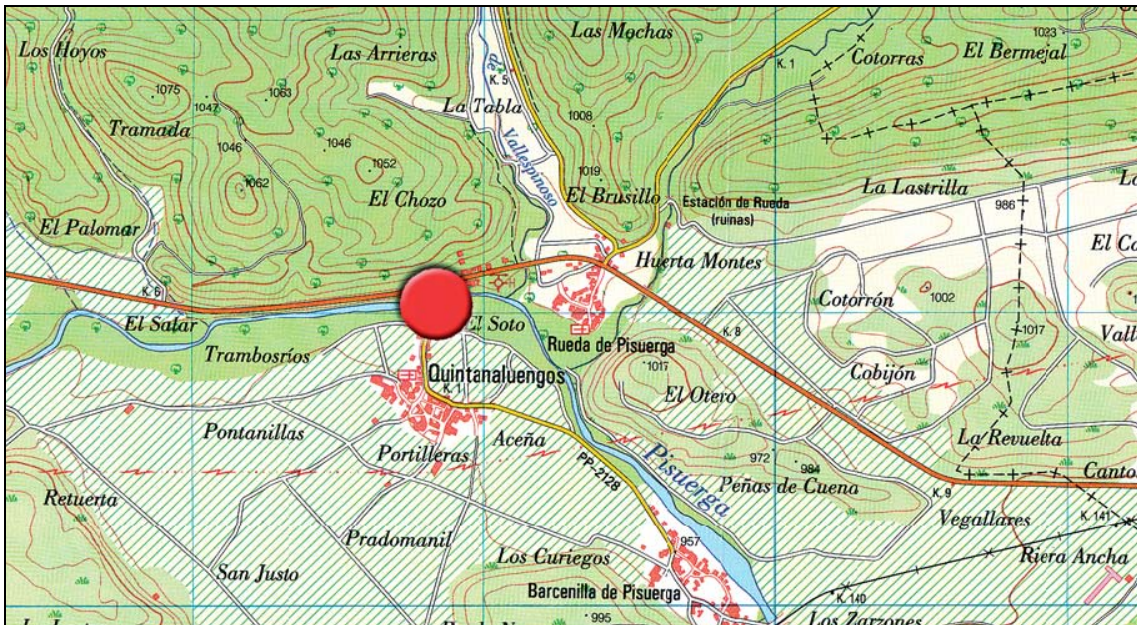 Los Hoyos
Las Arrieras
Las Mochas
Cotorras
El Bermejal
1023
K. 1
K. 5
de
1075
1047
1063
La Tabla
Tramada
1046
1046
1052
1062
1008
1019
Vallespinoso
El Chozo
El Brusillo
La Lastrilla
Estación de Rueda
(ruinas)
986
El Palomar
Huerta Montes
K. 6
El Salar
El Soto
Cotorrón
1002
1017
K. 8
Trambosríos
Rueda de Pisuerga
Quintanaluengos
K. 1
1017
El Otero
Cobijón
Pontanillas
Aceña
La Revuelta
Portilleras
Pisuerga
972
984
PP-2128
Peñas de Cuena
K. 9
Retuerta
Vegallares
K. 141
Pradomanil
957
Los Curiegos
Riera Ancha
San Justo
Barcenilla de Pisuerga
K. 140
995
Los Zarzones